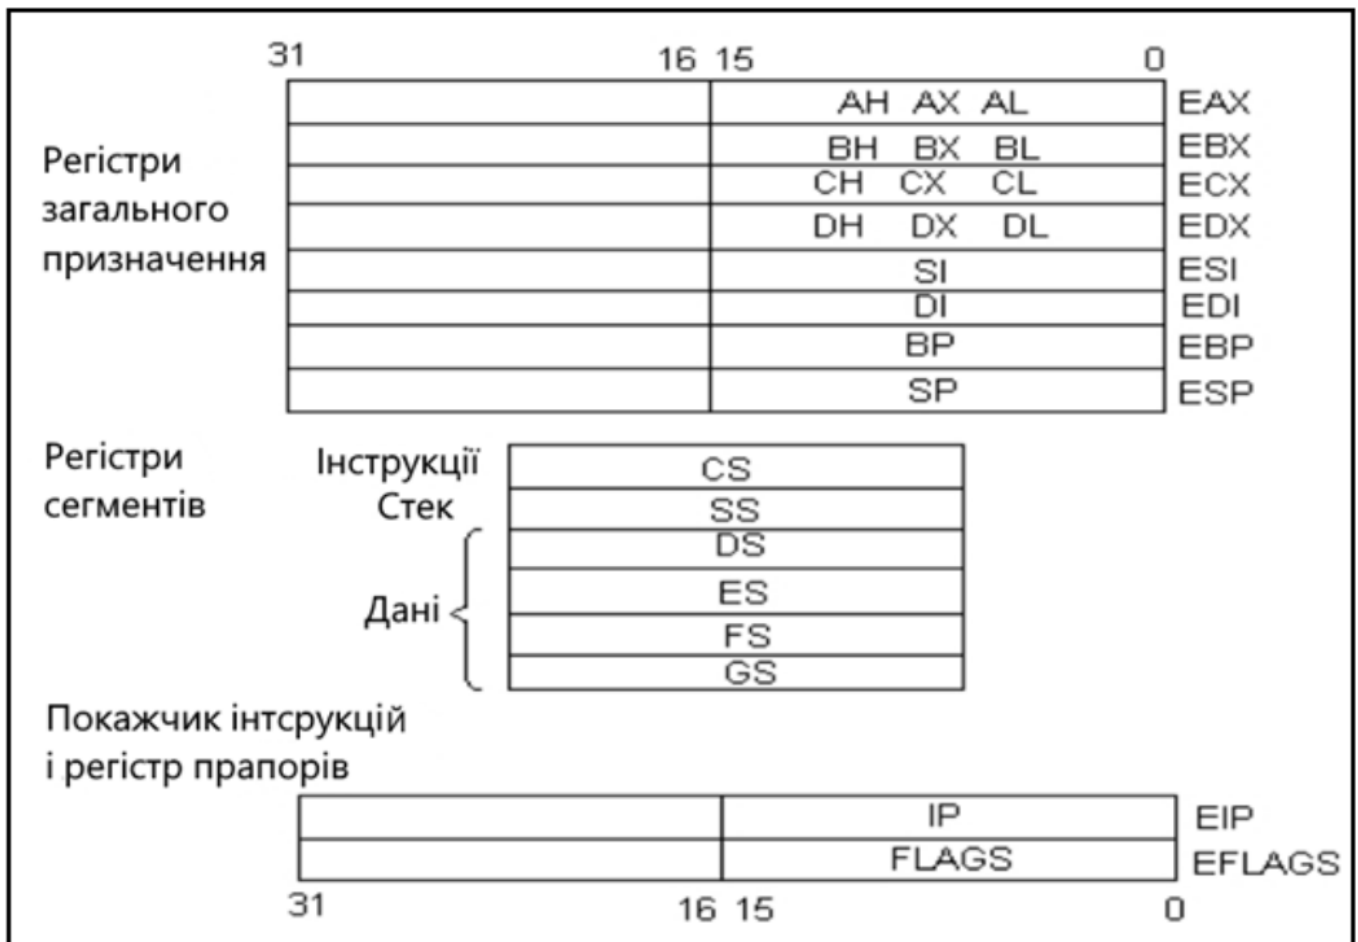 31 16 15 0
AH AX AL EAX
Регістри
загального
призначення
BH BX BL EBX
CH CX CL ECX
DH DX DL EDX
SI ESI
DI EDI
BP EBP
SP ESP
Регістри
сегментів
Інструкції CS
Стек SS
Дані
DS
ES
FS
GS
Покажчик інтсрукцій
і регістр прапорів
IP EIP
FLAGS EFLAGS
31 16 15 0